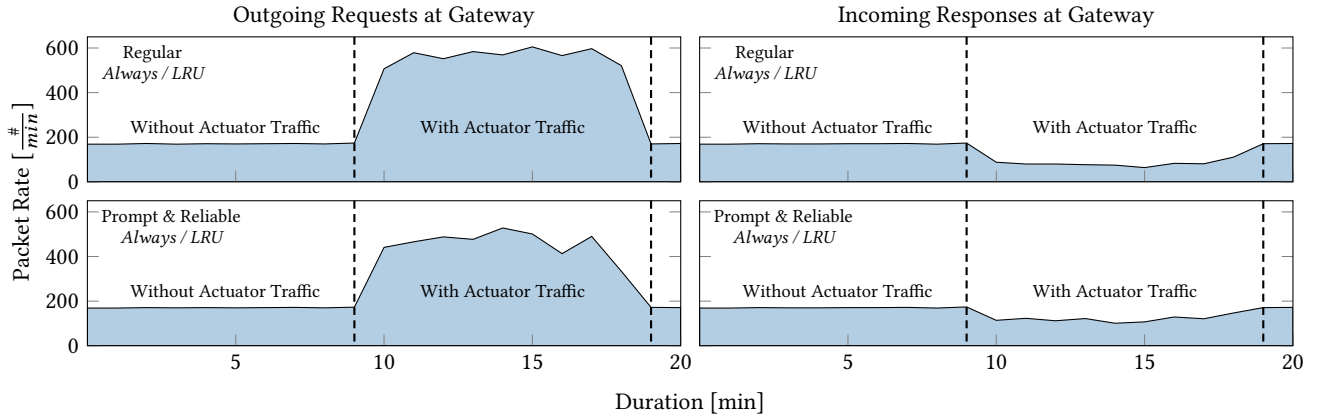 Outgoing Requests at Gateway
Incoming Responses at Gateway
Packet Rate [#/min]
600
400
200
0
Regular
Always / LRU
Without Actuator Traffic
With Actuator Traffic
Regular
Always / LRU
Without Actuator Traffic
With Actuator Traffic
600
400
200
0
Prompt & Reliable
Always / LRU
Without Actuator Traffic
With Actuator Traffic
Prompt & Reliable
Always / LRU
Without Actuator Traffic
With Actuator Traffic
5 10 15 20
5 10 15 20
Duration [min]